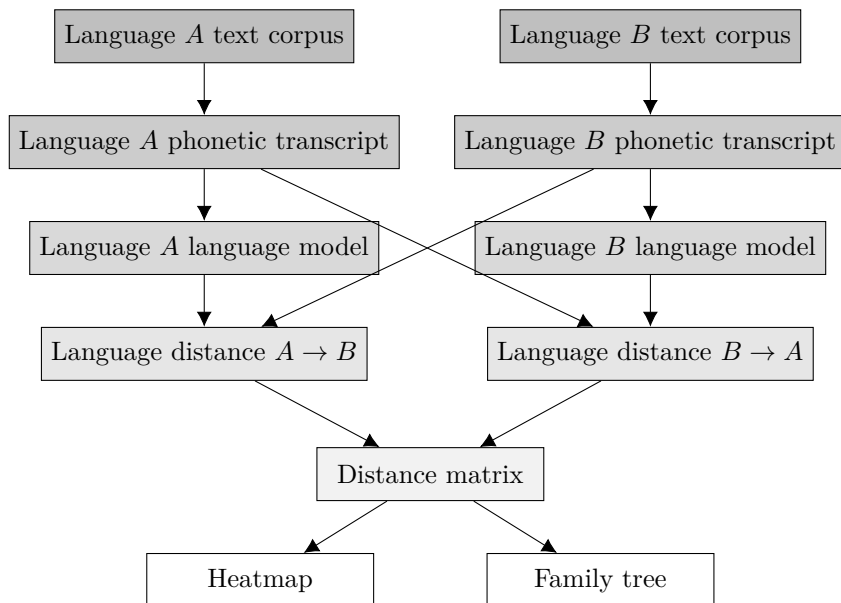 Language A text corpus
Language B text corpus
Language A phonetic transcript
Language B phonetic transcript
Language A language model
Language B language model
Language distance A → B
Language distance B → A
Distance matrix
Heatmap
Family tree